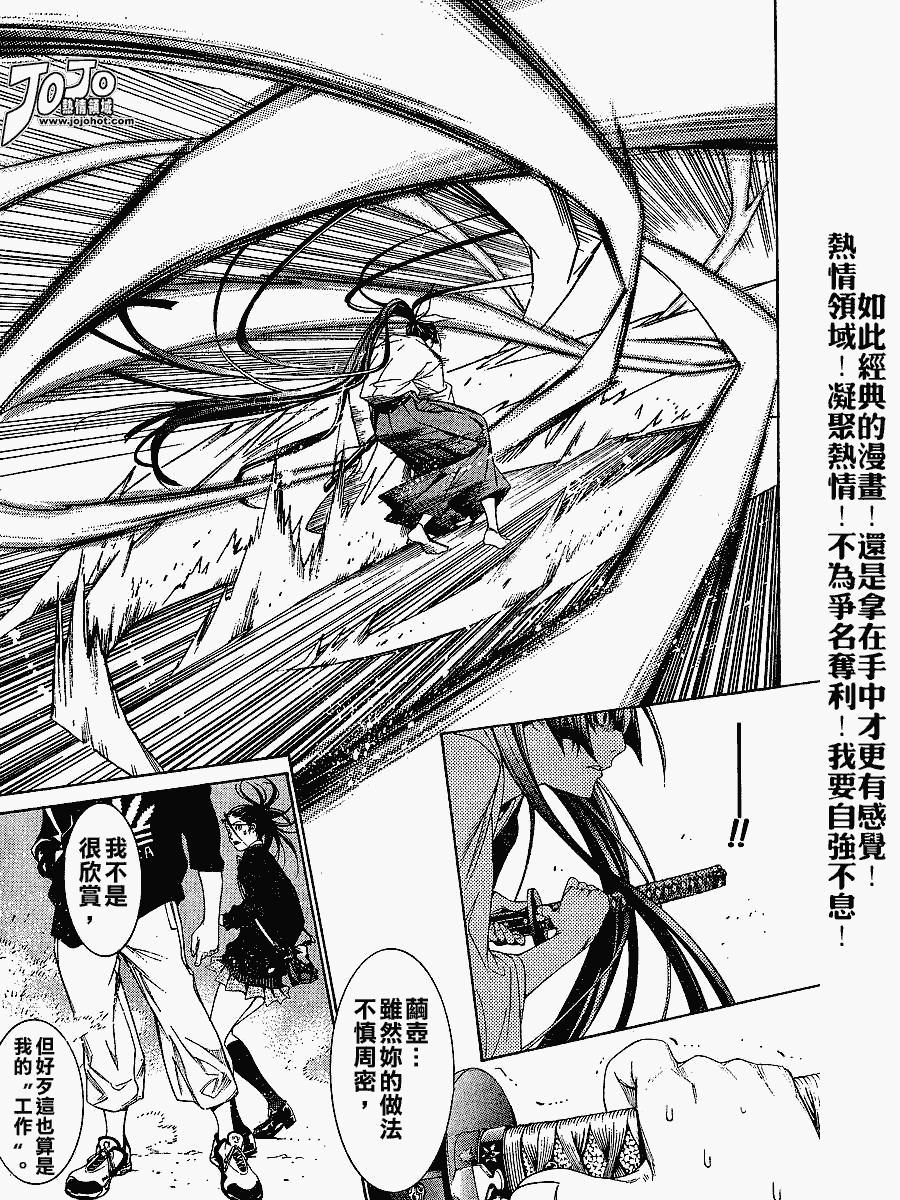 JoJo
熱情領域
www.jojohot.com
如此經典的漫畫！還是拿在手中才更有感覺！
熱情領域！凝聚熱情！不為爭名奪利！我要自強不息！
!!
繭壺…
雖然妳的做法
不慎周密，
我不是
很欣賞，
但好歹這也算是
我的〝工作〞。